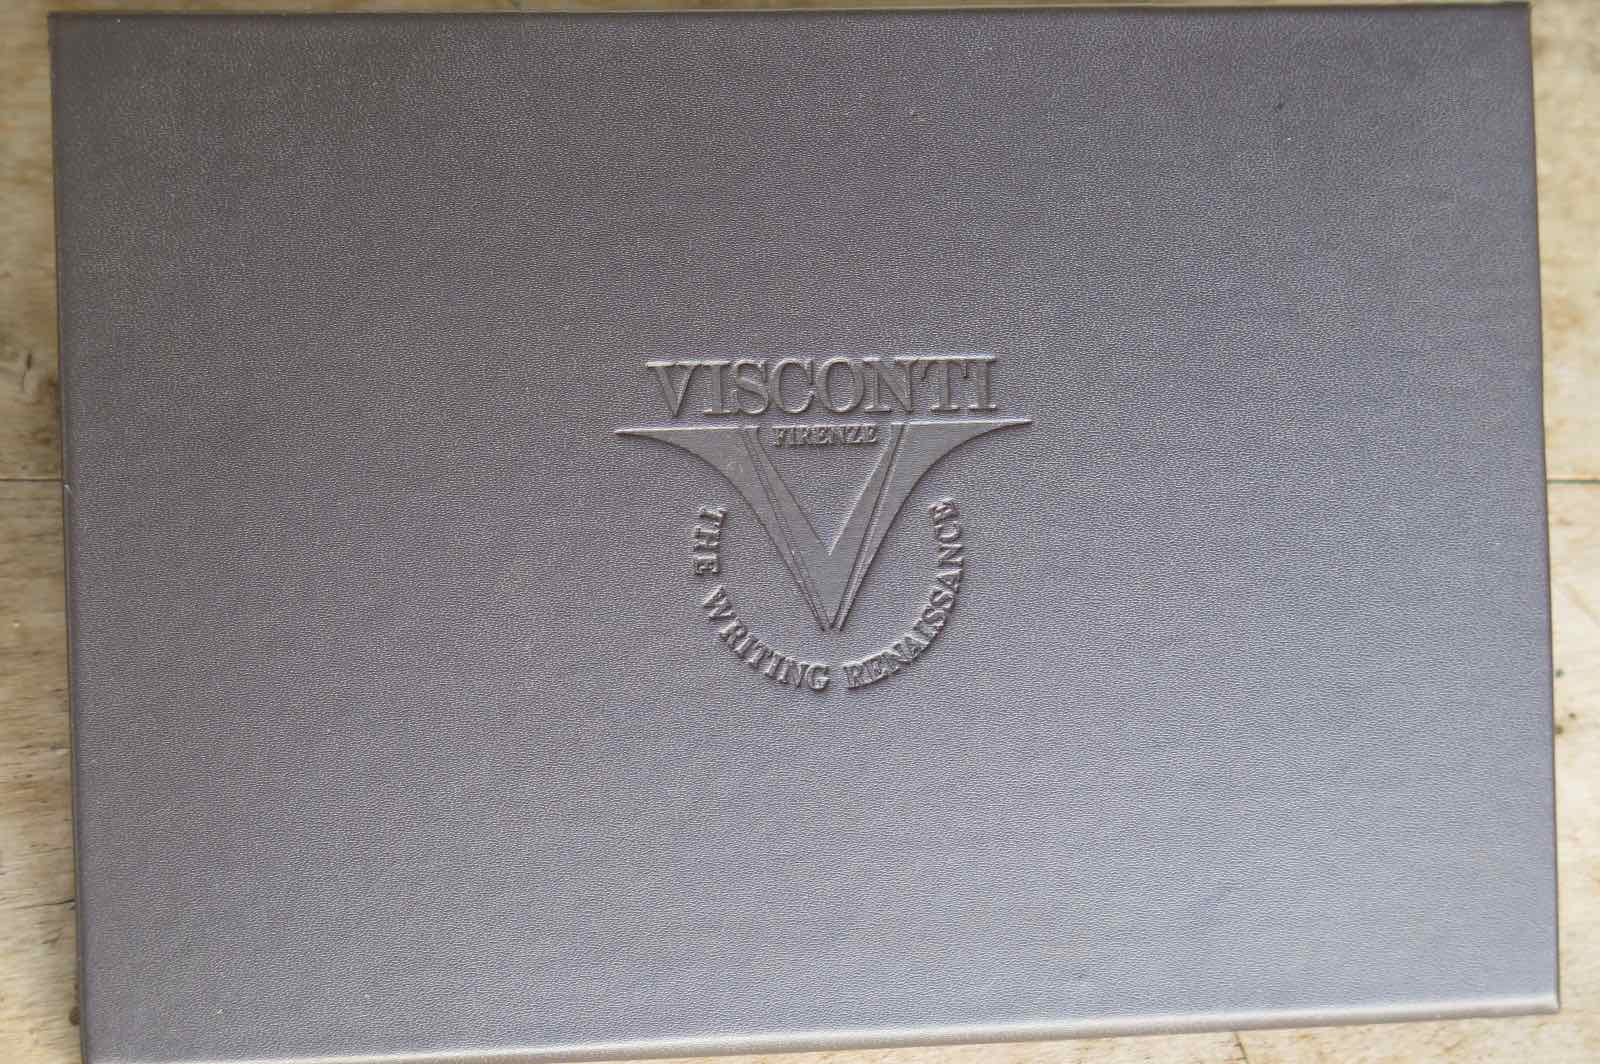 VISCONTI
FIRENZE
THE WRITING RENAISSANCE